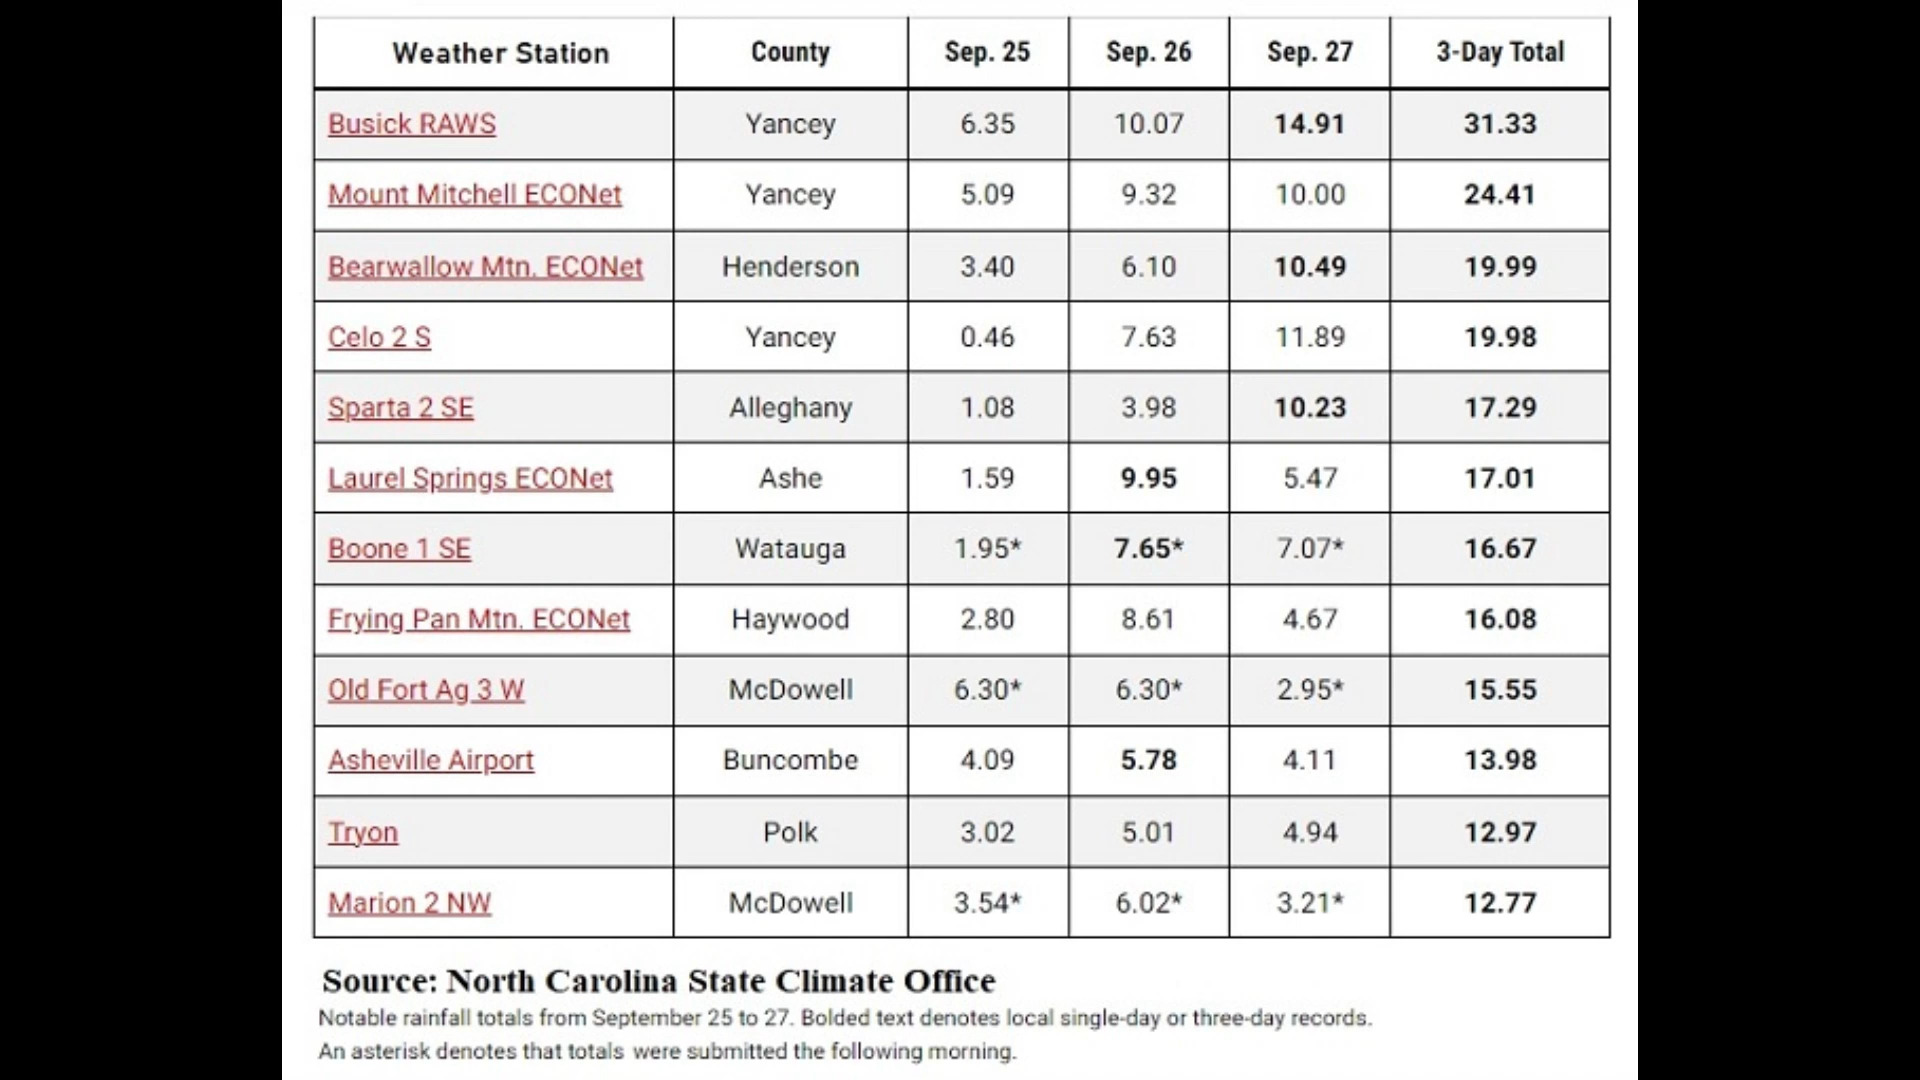 Weather Station County Sep. 25 Sep. 26 Sep. 27 3-Day Total
Busick RAWS Yancey 6.35 10.07 14.91 31.33
Mount Mitchell ECONet Yancey 5.09 9.32 10.00 24.41
Bearwallow Mtn. ECONet Henderson 3.40 6.10 10.49 19.99
Celo 2 S Yancey 0.46 7.63 11.89 19.98
Sparta 2 SE Alleghany 1.08 3.98 10.23 17.29
Laurel Springs ECONet Ashe 1.59 9.95 5.47 17.01
Boone 1 SE Watauga 1.95* 7.65* 7.07* 16.67
Frying Pan Mtn. ECONet Haywood 2.80 8.61 4.67 16.08
Old Fort Ag 3 W McDowell 6.30* 6.30* 2.95* 15.55
Asheville Airport Buncombe 4.09 5.78 4.11 13.98
Tryon Polk 3.02 5.01 4.94 12.97
Marion 2 NW McDowell 3.54* 6.02* 3.21* 12.77
Source: North Carolina State Climate Office
Notable rainfall totals from September 25 to 27. Bolded text denotes local single-day or three-day records.
An asterisk denotes that totals were submitted the following morning.